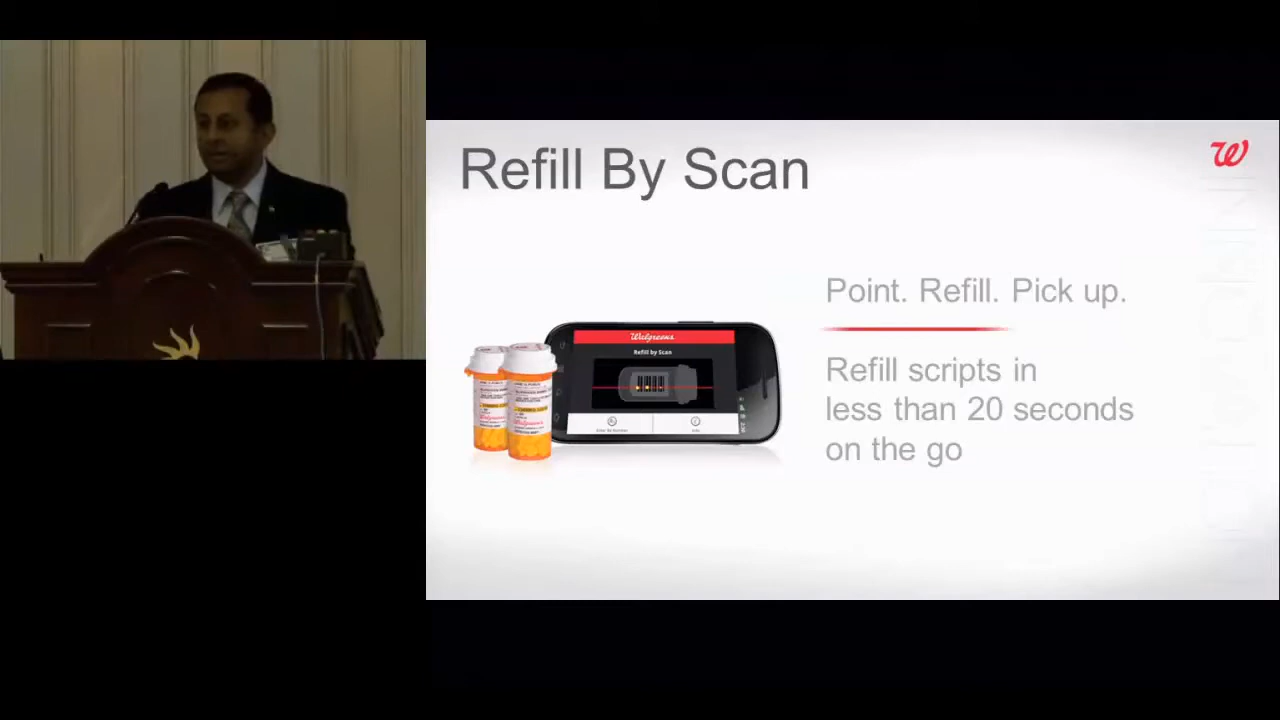 Refill By Scan
W
Point. Refill. Pick up.
Refill scripts in
less than 20 seconds
on the go
Walgreens
Refill by Scan
Walgreens